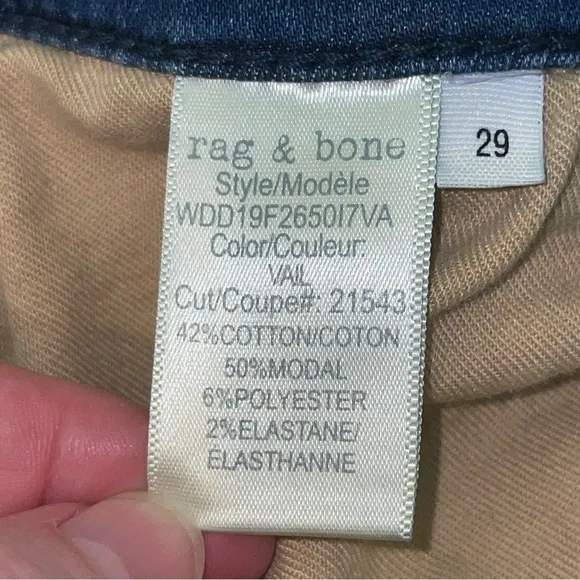 rag & bone
Style/Modèle
WDD19F2650I7VA
Color/Couleur:
VAIL
Cut/Coupe#: 21543
42%COTTON/COTON
50%MODAL
6%POLYESTER
2%ELASTANE/
ÉLASTHANNE
29